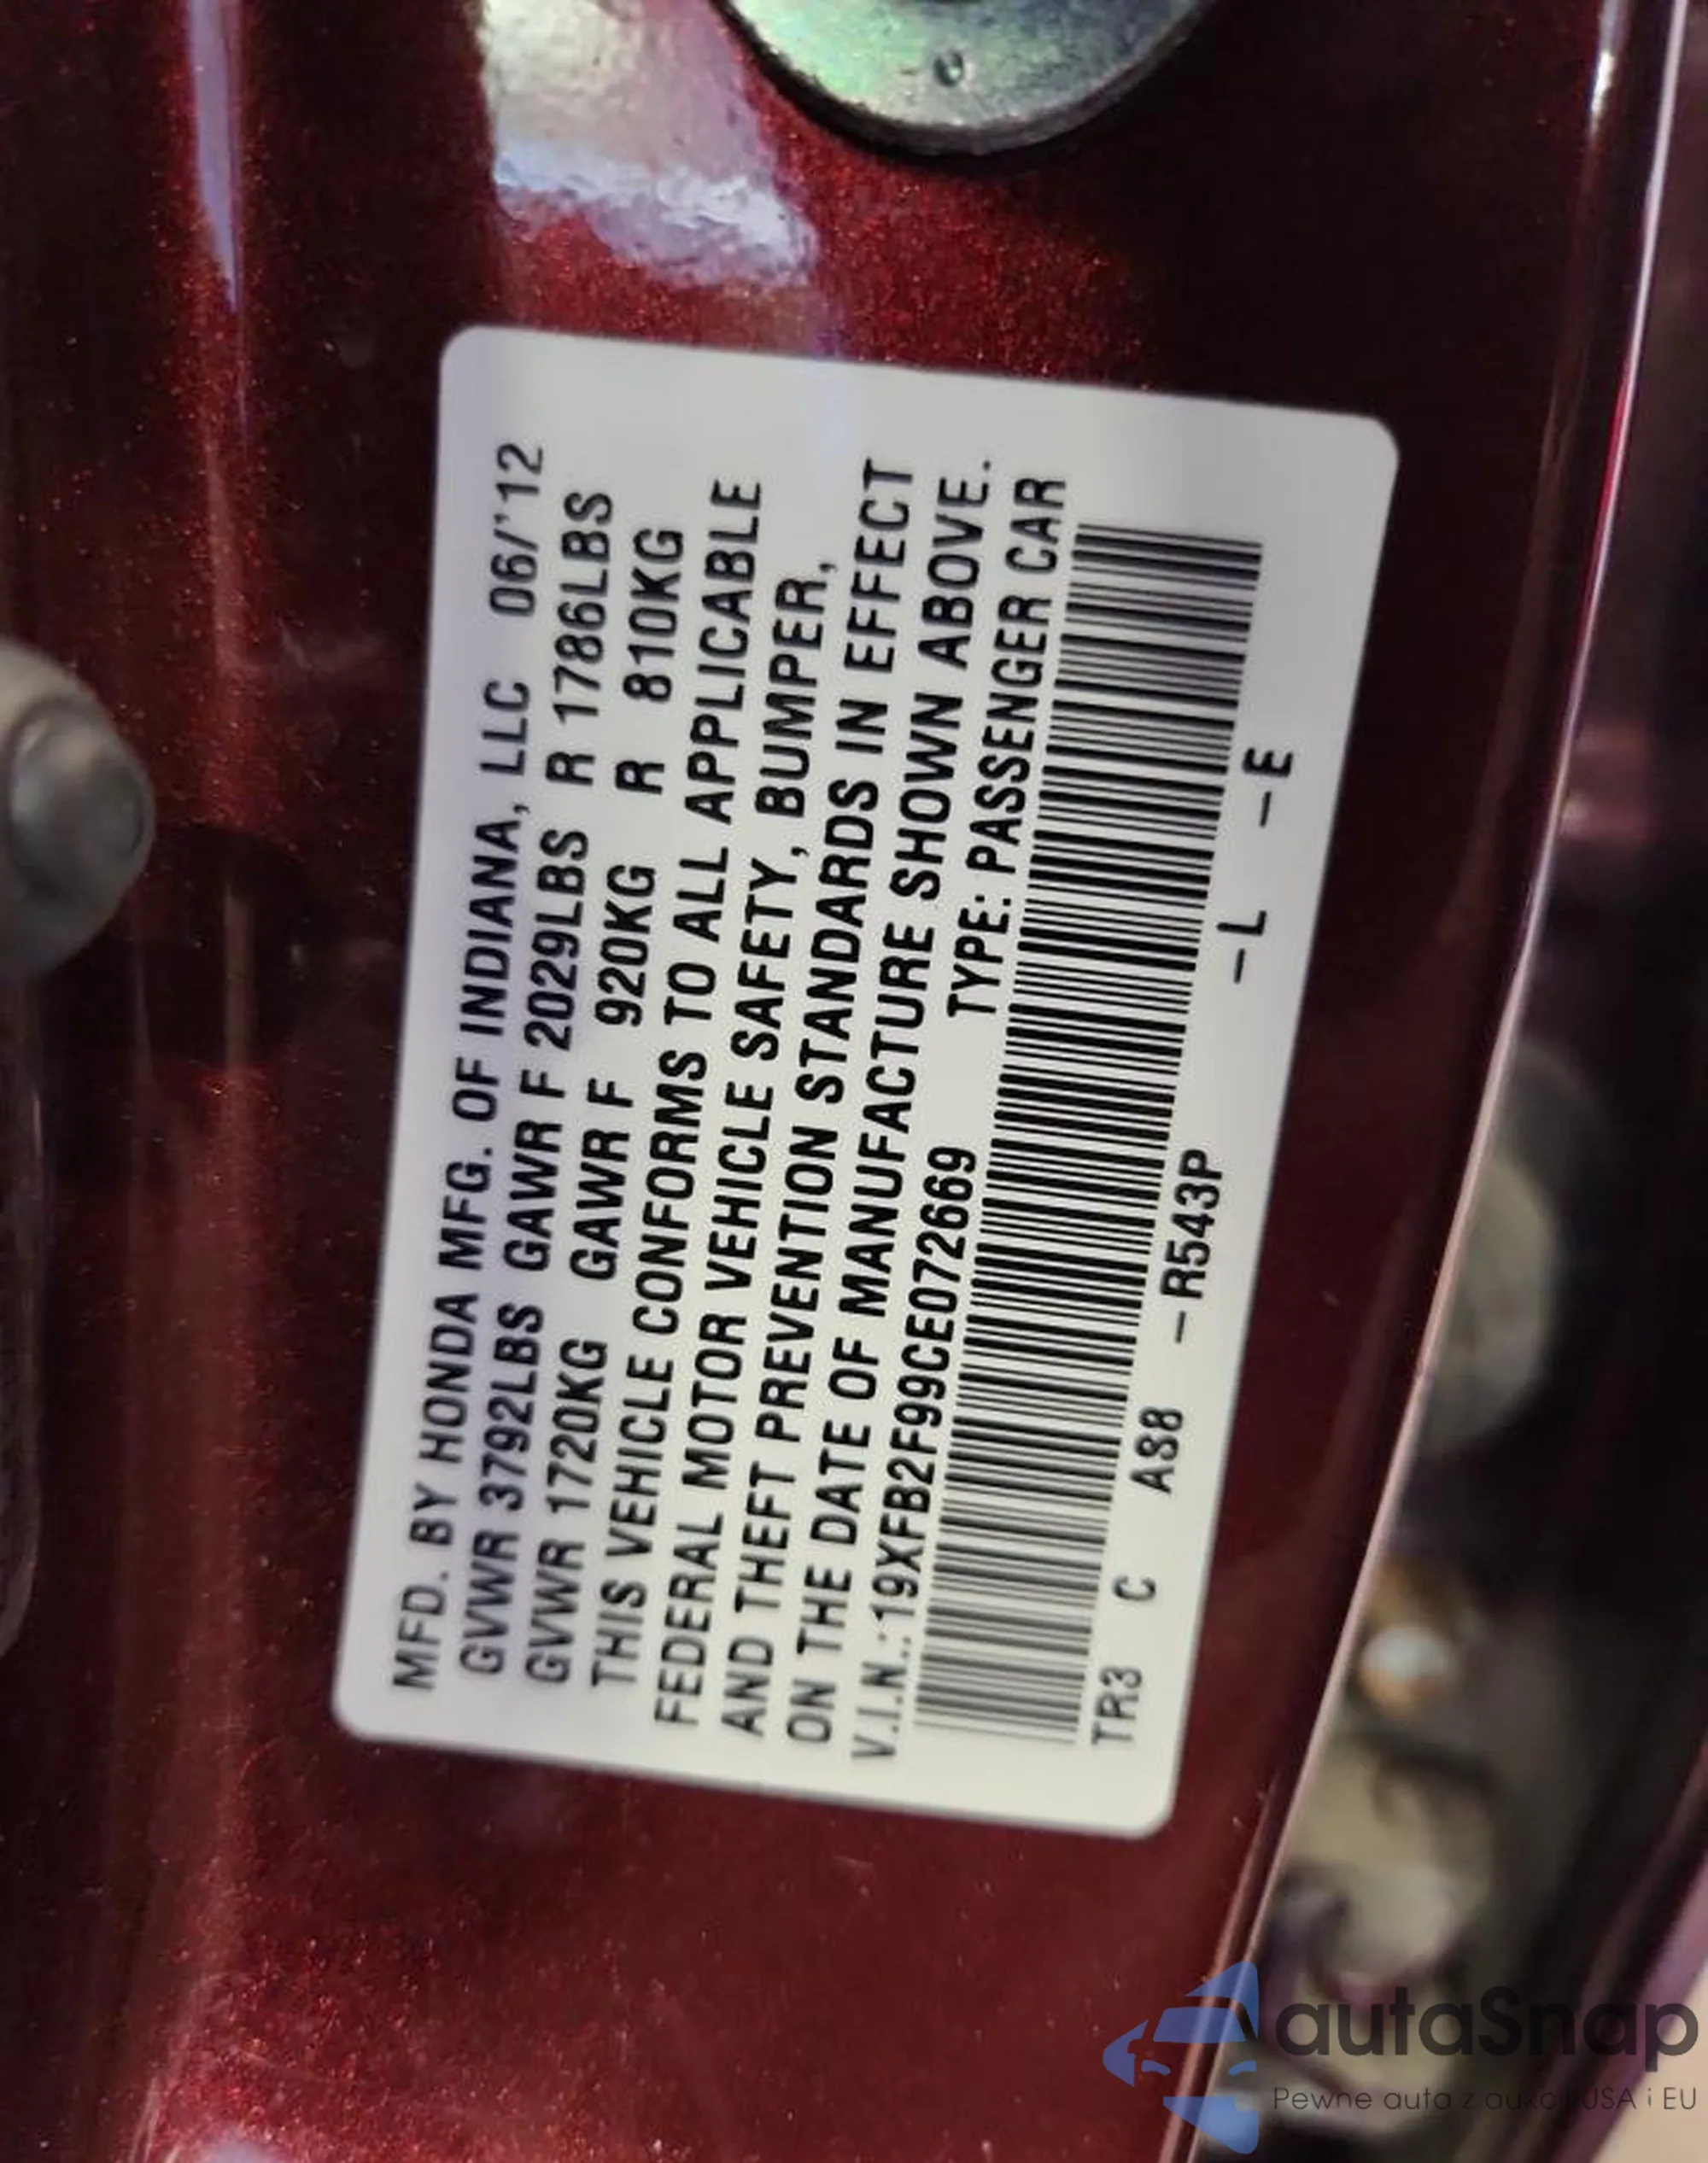 MFD. BY HONDA MFG. OF INDIANA, LLC 06/'12
GVWR 3792LBS GAWR F 2029LBS R 1786LBS
GVWR 1720KG GAWR F 920KG R 810KG
THIS VEHICLE CONFORMS TO ALL APPLICABLE
FEDERAL MOTOR VEHICLE SAFETY, BUMPER,
AND THEFT PREVENTION STANDARDS IN EFFECT
ON THE DATE OF MANUFACTURE SHOWN ABOVE.
V.I.N.:19XFB2F99CE072669 TYPE: PASSENGER CAR
TR3 C AS8 -R543P -L -E
autaSnap
Pewne auta z aukcji USA i EU